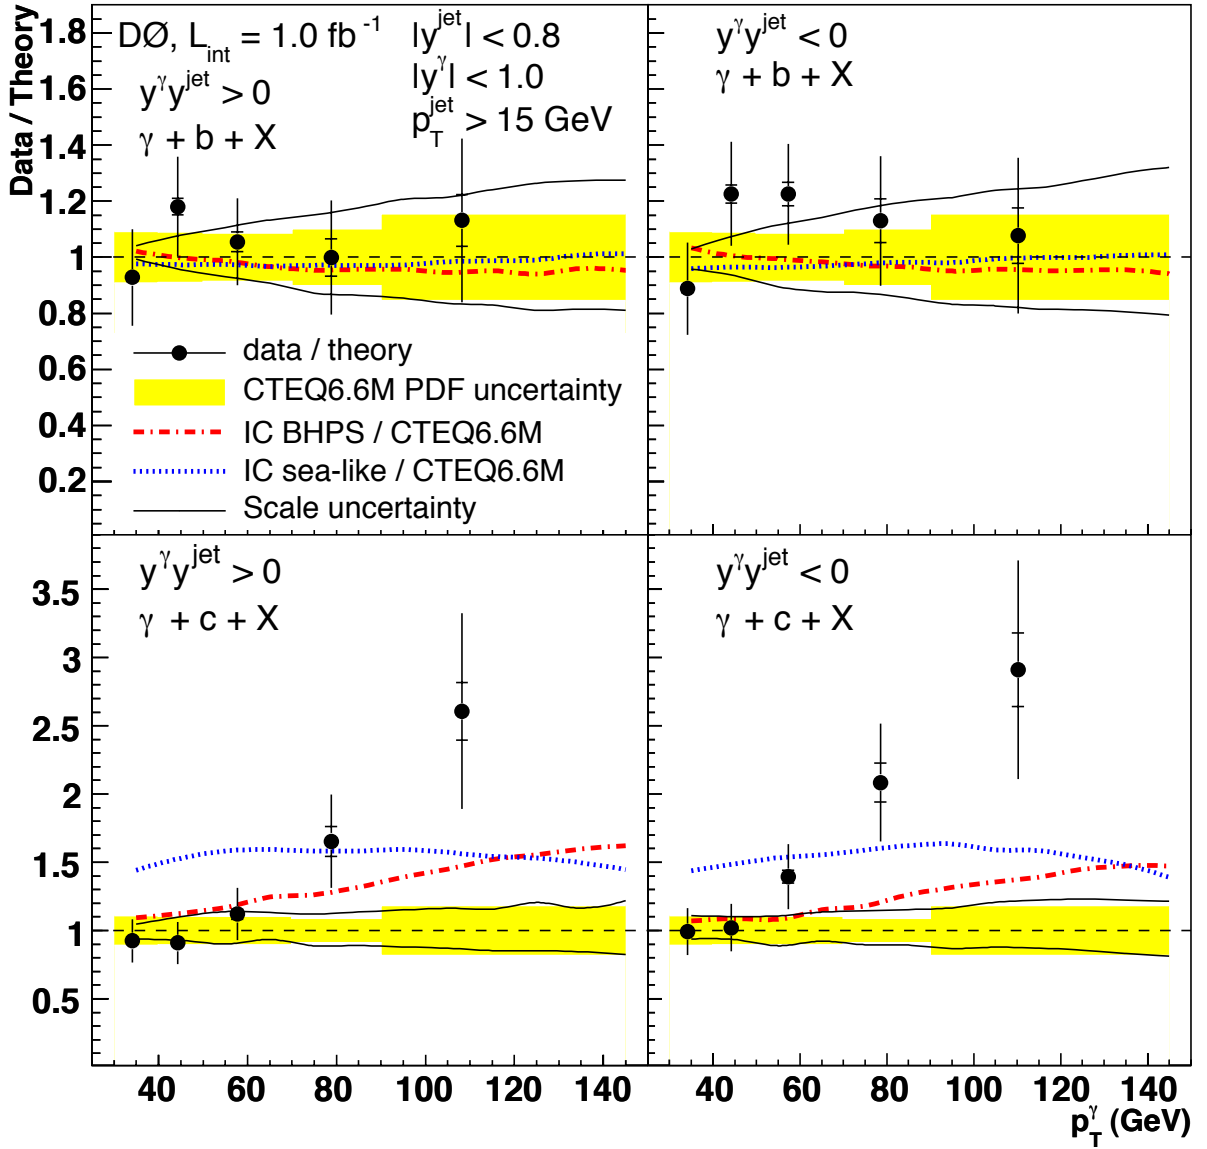 Data / Theory
1.8
1.6
1.4
1.2
1
0.8
0.6
0.4
0.2
DØ, L_int = 1.0 fb^-1
y^γ y^jet > 0
γ + b + X
|y^jet| < 0.8
|y^γ| < 1.0
p_T^jet > 15 GeV
data / theory
CTEQ6.6M PDF uncertainty
IC BHPS / CTEQ6.6M
IC sea-like / CTEQ6.6M
Scale uncertainty
y^γ y^jet < 0
γ + b + X
3.5
3
2.5
2
1.5
1
0.5
y^γ y^jet > 0
γ + c + X
y^γ y^jet < 0
γ + c + X
40 60 80 100 120 140 40 60 80 100 120 140
p_T^γ (GeV)